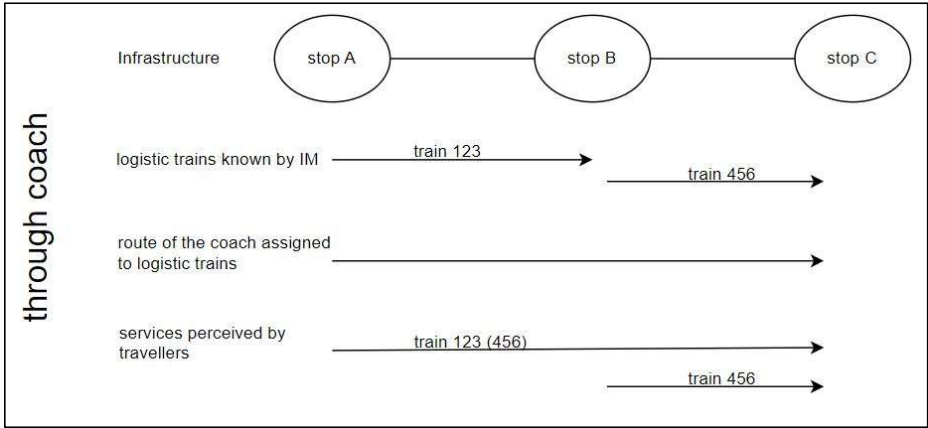 through coach
Infrastructure
stop A
stop B
stop C
logistic trains known by IM
train 123
train 456
route of the coach assigned
to logistic trains
services perceived by
travellers
train 123 (456)
train 456